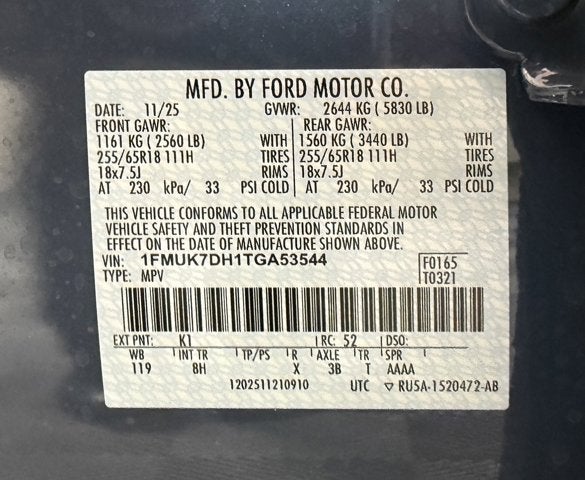 MFD. BY FORD MOTOR CO.
DATE: 11/25 GVWR: 2644 KG ( 5830 LB)
FRONT GAWR: REAR GAWR:
1161 KG ( 2560 LB) WITH 1560 KG ( 3440 LB) WITH
255/65R18 111H TIRES 255/65R18 111H TIRES
18x7.5J RIMS 18x7.5J RIMS
AT 230 kPa/ 33 PSI COLD AT 230 kPa/ 33 PSI COLD
THIS VEHICLE CONFORMS TO ALL APPLICABLE FEDERAL MOTOR
VEHICLE SAFETY AND THEFT PREVENTION STANDARDS IN
EFFECT ON THE DATE OF MANUFACTURE SHOWN ABOVE.
VIN: 1FMUK7DH1TGA53544 F0165
TYPE: MPV T0321
EXT PNT: K1 RC: 52 DSO:
WB INT TR TP/PS R AXLE TR SPR
119 8H X 3B T AAAA
1202511210910 UTC ▽ RU5A-1520472-AB